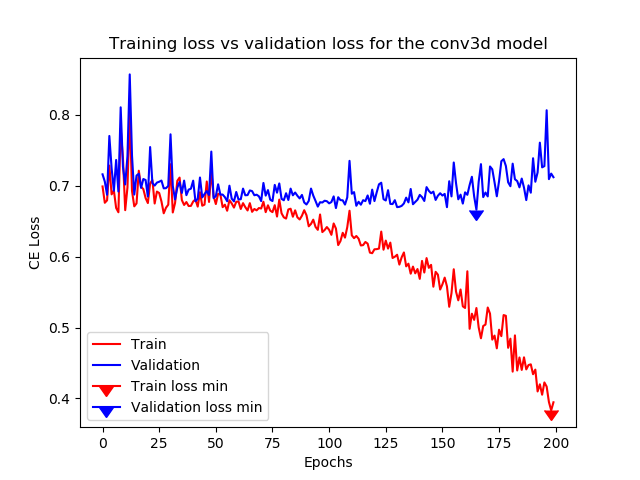 Training loss vs validation loss for the conv3d model
CE Loss
0.8
0.7
0.6
0.5
0.4
Train
Validation
Train loss min
Validation loss min
0
25
50
75
100
125
150
175
200
Epochs